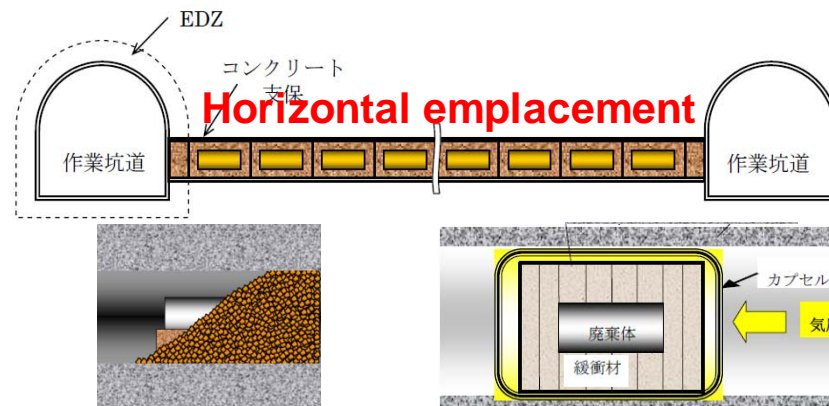 EDZ
コンクリート
支保
Horizontal emplacement
作業坑道
作業坑道
カプセル
廃棄体
緩衝材